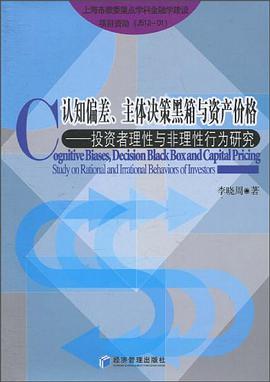 上海市教委重点学科金融学建设
项目资助（J512—01）
认知偏差、主体决策黑箱与资产价格
——投资者理性与非理性行为研究
Cognitive Biases, Decision Black Box and Capital Pricing
Study on Rational and Irrational Behaviors of Investors
李晓周◎著
经济管理出版社